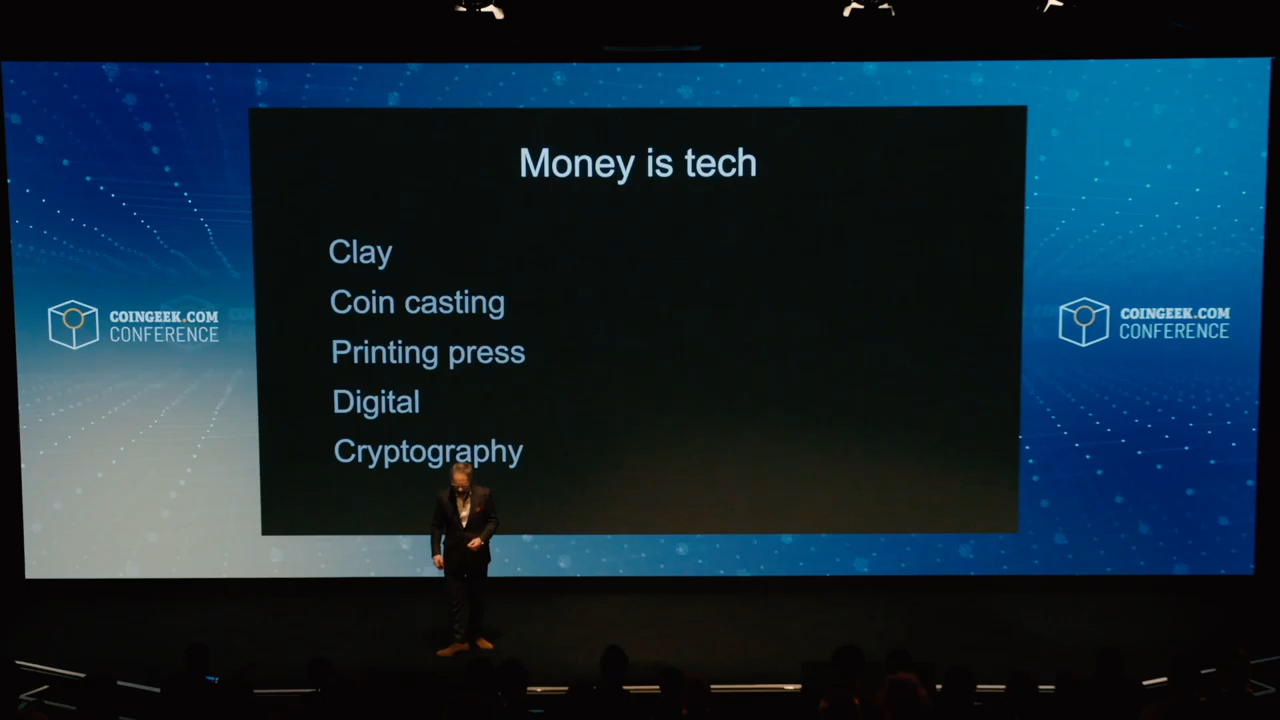 Money is tech
Clay
Coin casting
Printing press
Digital
Cryptography
COINGEEK.COM
CONFERENCE
COINGEEK.COM
CONFERENCE